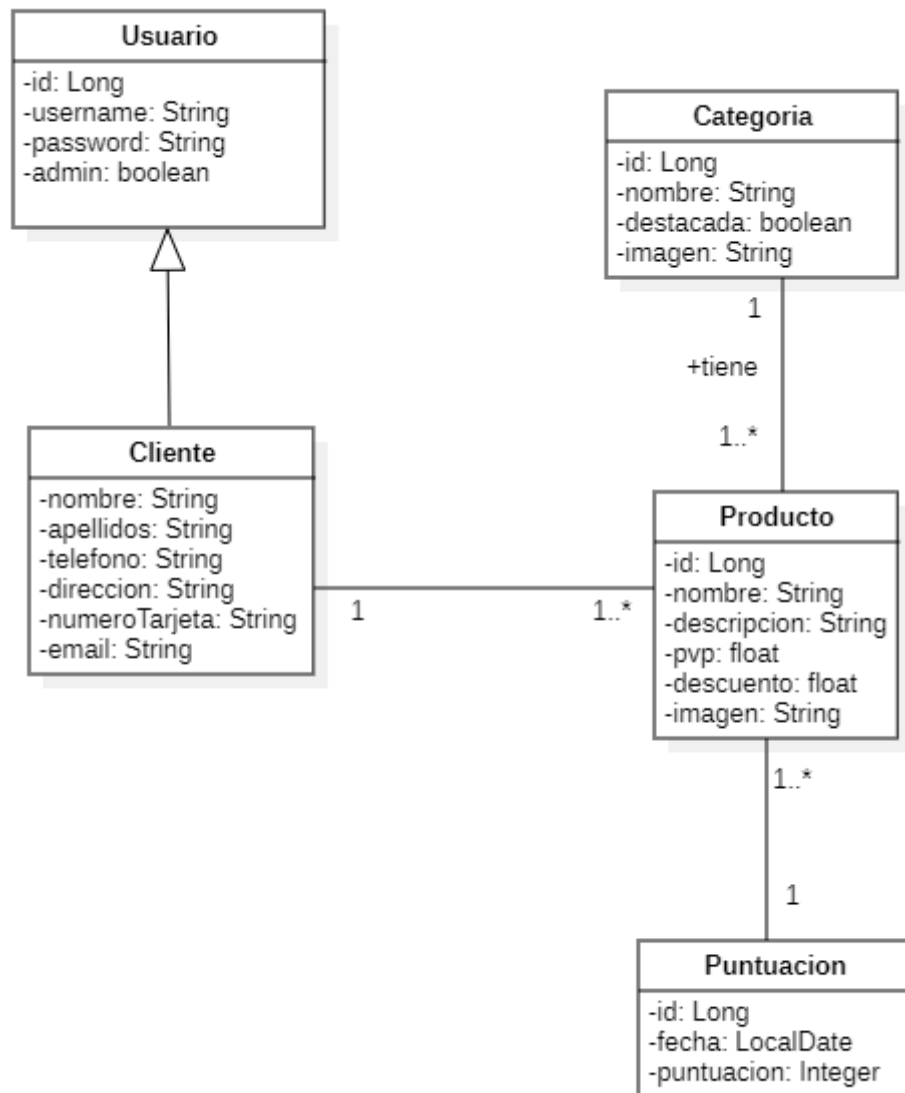 Usuario
-id: Long
-username: String
-password: String
-admin: boolean
Categoria
-id: Long
-nombre: String
-destacada: boolean
-imagen: String
1
+tiene
1..*
Cliente
-nombre: String
-apellidos: String
-telefono: String
-direccion: String
-numeroTarjeta: String
-email: String
1
1..*
Producto
-id: Long
-nombre: String
-descripcion: String
-pvp: float
-descuento: float
-imagen: String
1..*
1
Puntuacion
-id: Long
-fecha: LocalDate
-puntuacion: Integer